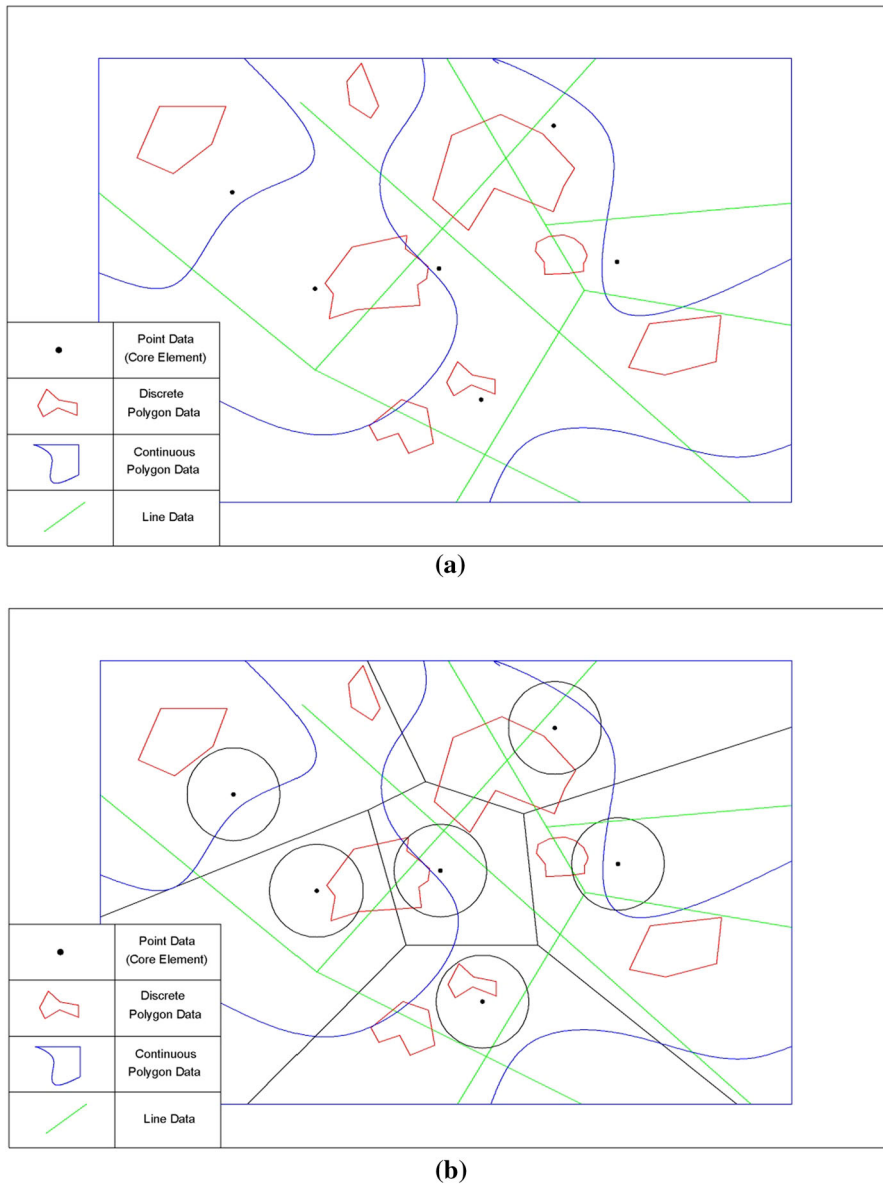 Point Data
(Core Element)
Discrete
Polygon Data
Continuous
Polygon Data
Line Data
(a)
Point Data
(Core Element)
Discrete
Polygon Data
Continuous
Polygon Data
Line Data
(b)